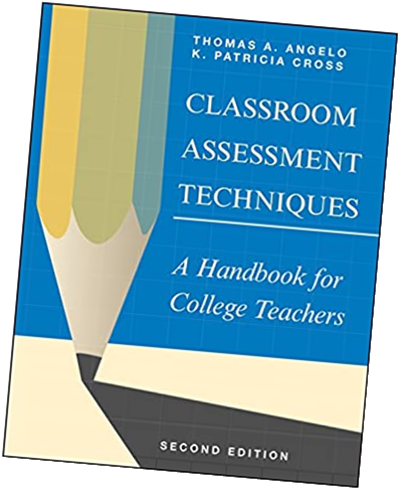 THOMAS A. ANGELO
K. PATRICIA CROSS
CLASSROOM
ASSESSMENT
TECHNIQUES
A Handbook for
College Teachers
SECOND EDITION